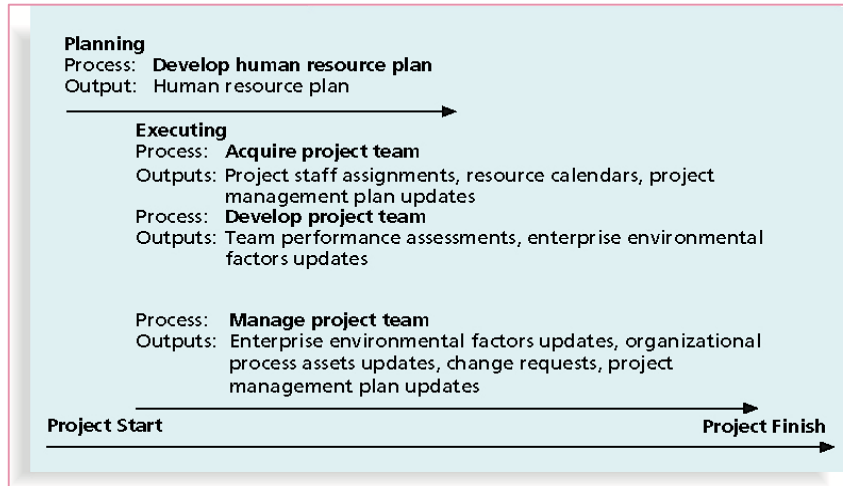 Planning
Process: Develop human resource plan
Output: Human resource plan
Executing
Process: Acquire project team
Outputs: Project staff assignments, resource calendars, project
management plan updates
Process: Develop project team
Outputs: Team performance assessments, enterprise environmental
factors updates
Process: Manage project team
Outputs: Enterprise environmental factors updates, organizational
process assets updates, change requests, project
management plan updates
Project Start Project Finish